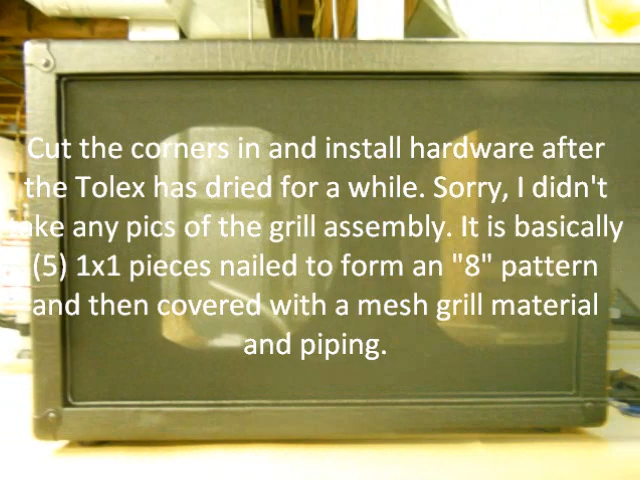 Cut the corners in and install hardware after
the Tolex has dried for a while. Sorry, I didn't
take any pics of the grill assembly. It is basically
(5) 1x1 pieces nailed to form an "8" pattern
and then covered with a mesh grill material
and piping.